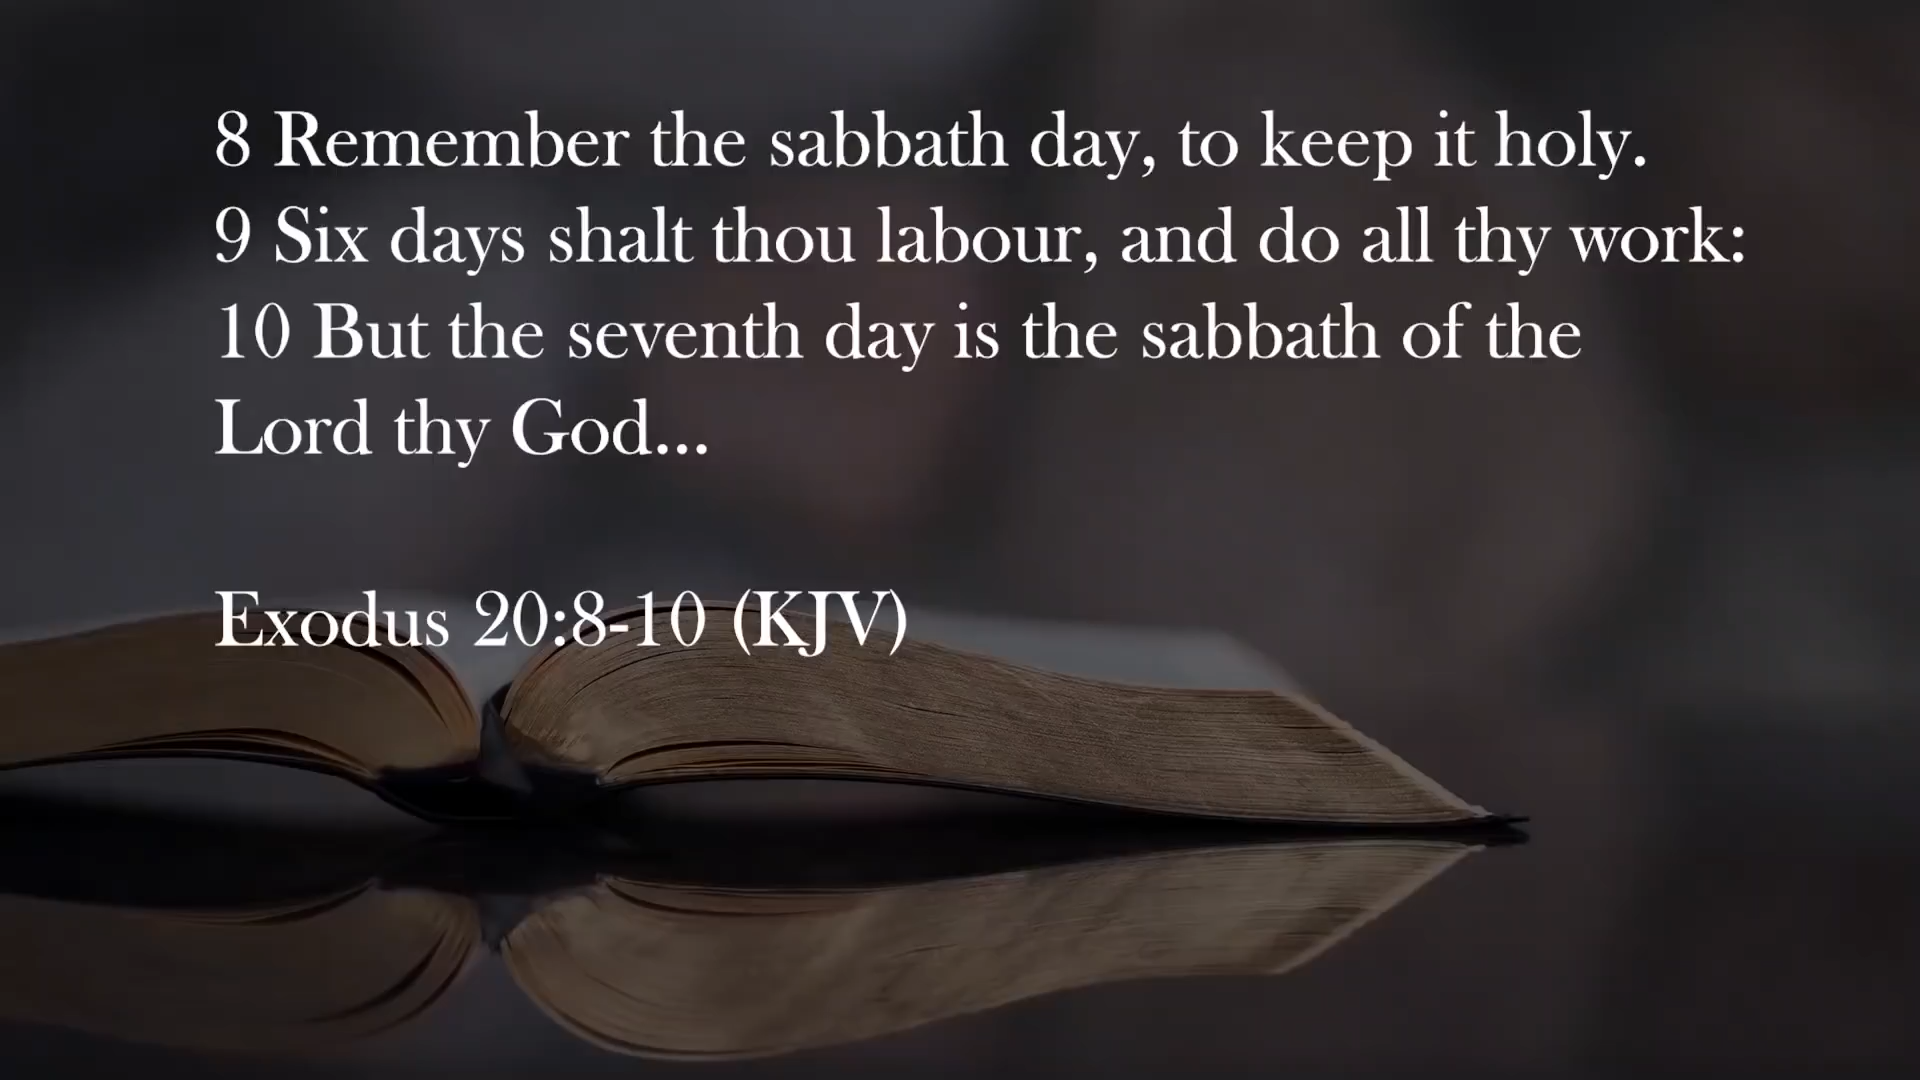 8 Remember the sabbath day, to keep it holy.
9 Six days shalt thou labour, and do all thy work:
10 But the seventh day is the sabbath of the
Lord thy God...
Exodus 20:8-10 (KJV)